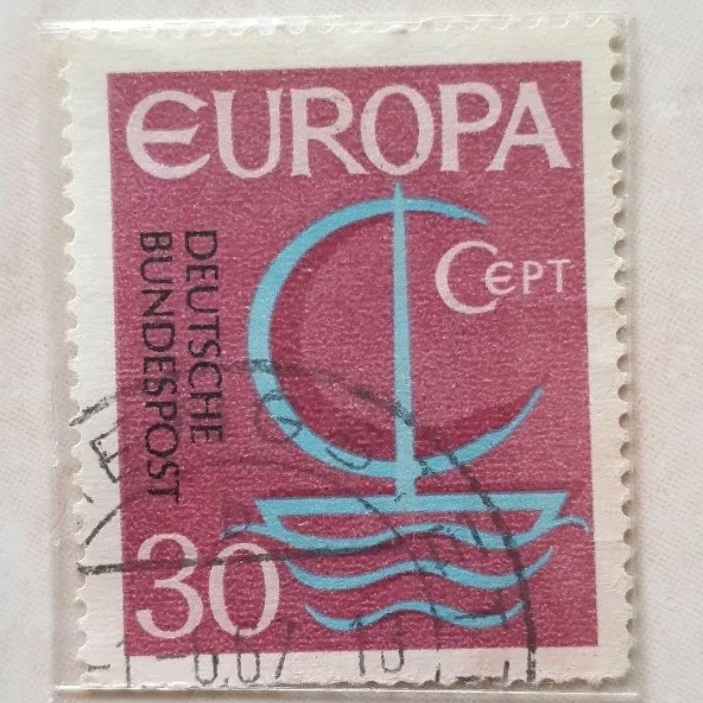 EUROPA
CEPT
DEUTSCHE
BUNDESPOST
30